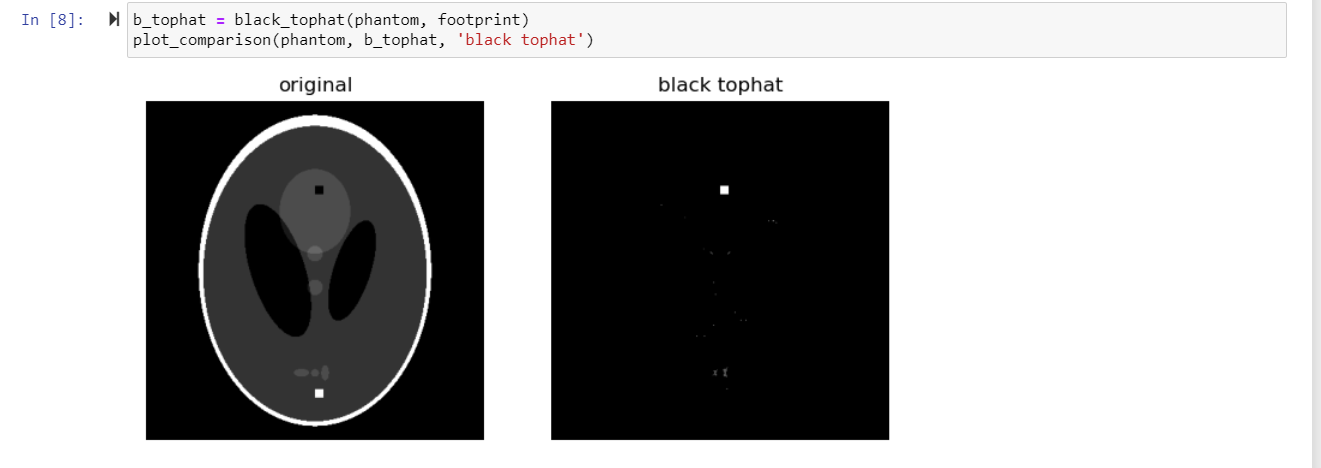 In [8]:
b_tophat = black_tophat(phantom, footprint)
plot_comparison(phantom, b_tophat, 'black tophat')
original
black tophat